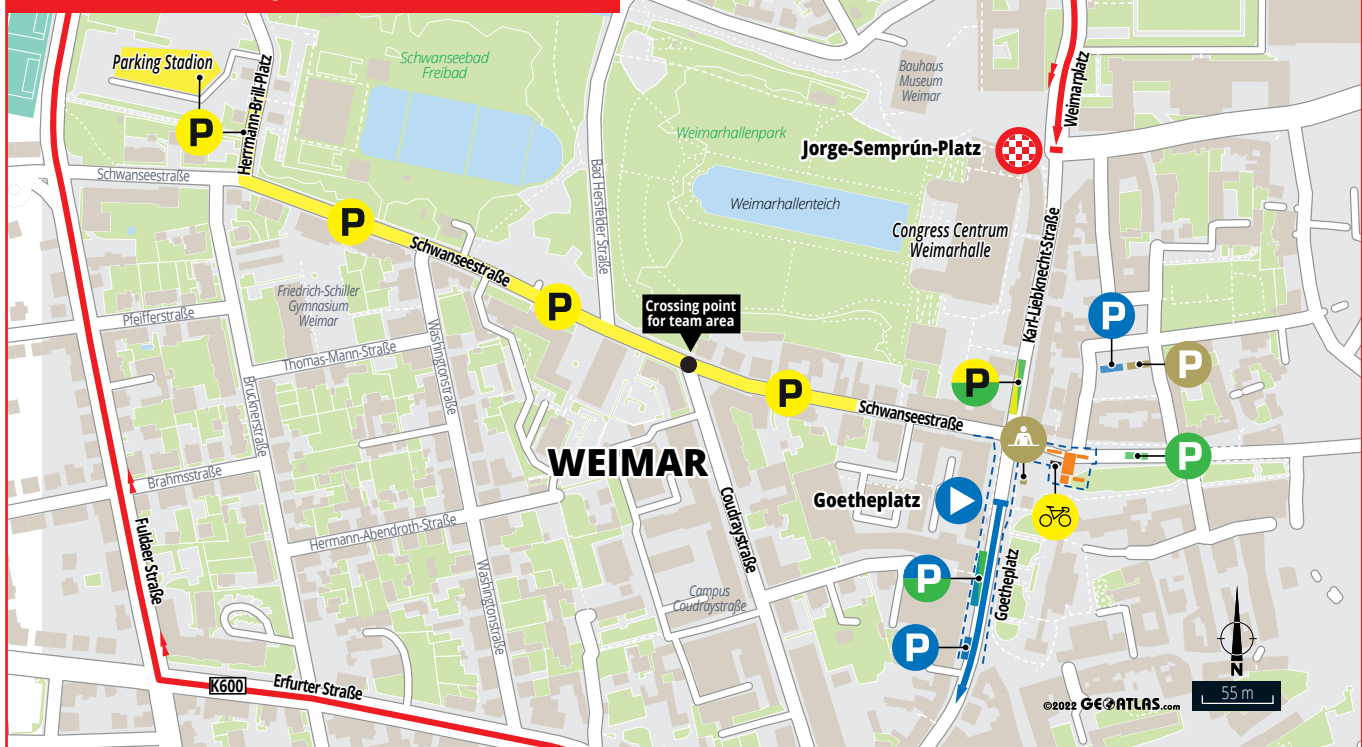 Parking Stadion
P
Herrmann-Brill-Platz
Schwanseebad
Freibad
Bauhaus
Museum
Weimar
Weimarplatz
Weimarhallenpark
Jorge-Semprún-Platz
Schwanseestraße
Bad Hersfelder Straße
Weimarhallenteich
P
Schwanseestraße
Congress Centrum
Weimarhalle
Karl-Liebknecht-Straße
Friedrich-Schiller
Gymnasium
Weimar
P
Crossing point
for team area
P
Pfeifferstraße
Thomas-Mann-Straße
Washingtonstraße
P
P
P
Brucknerstraße
Schwanseestraße
WEIMAR
P
Brahmsstraße
Goetheplatz
Coudraystraße
Fuldaer Straße
Hermann-Abendroth-Straße
Washingtonstraße
P
Goetheplatz
Campus
Coudraystraße
P
K600
Erfurter Straße
N
55 m
©2022 GEOATLAS.com